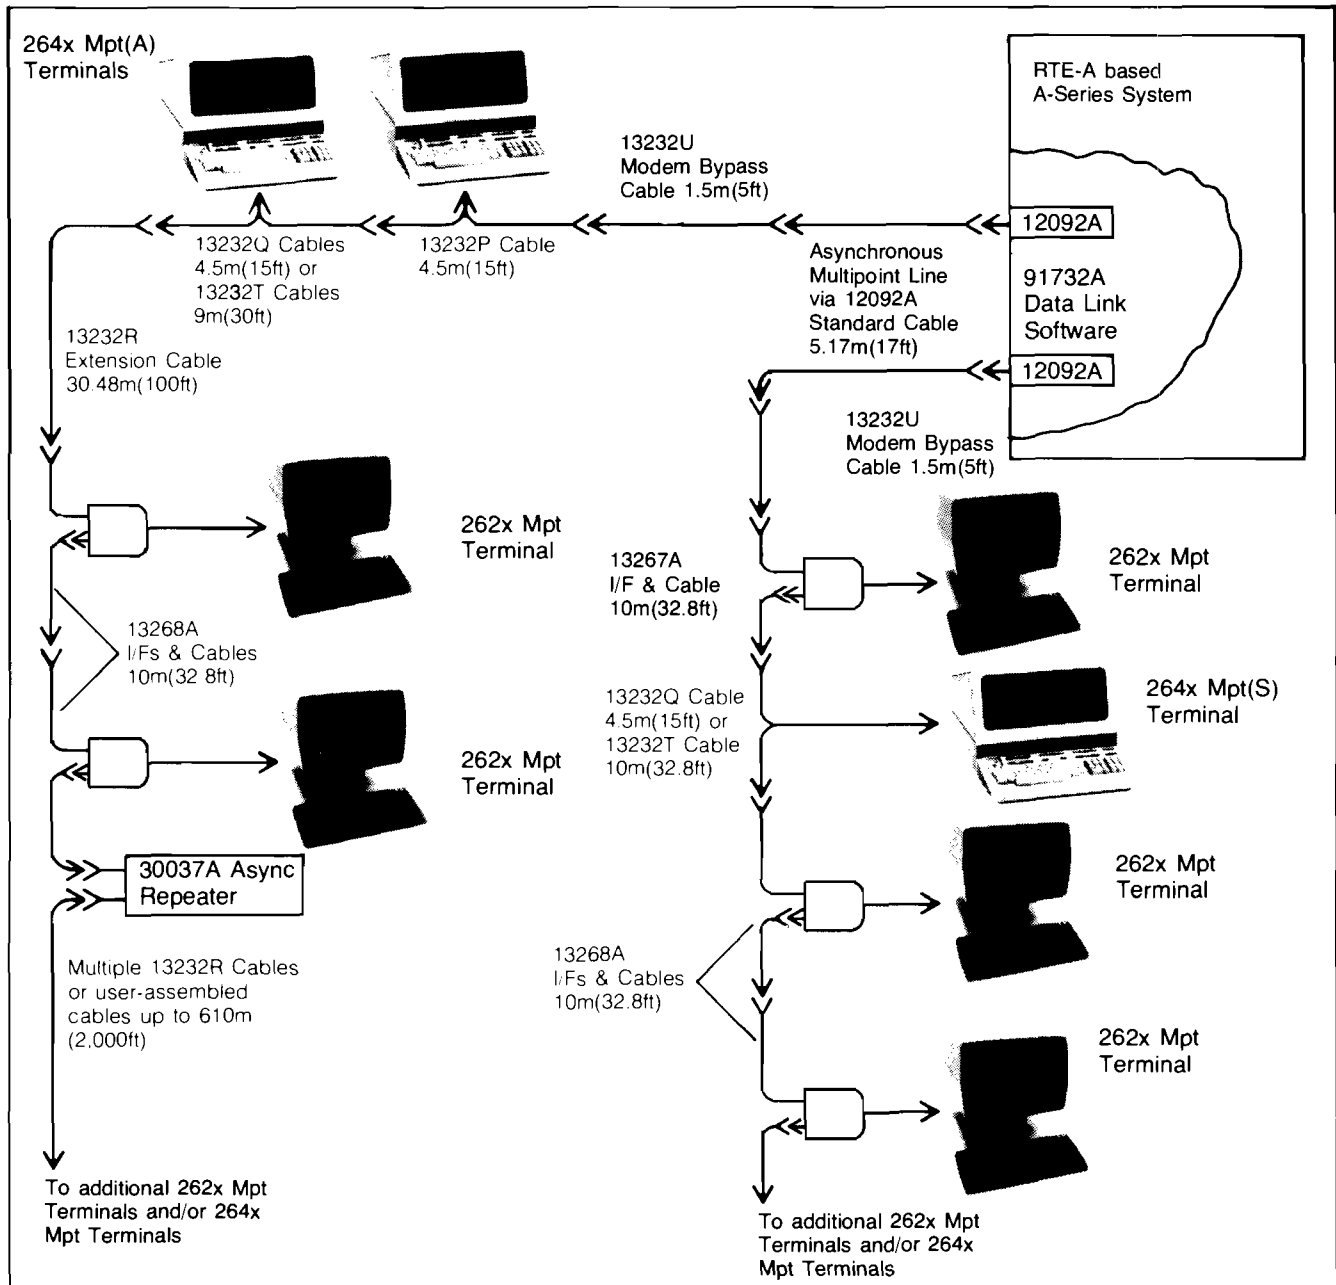 264x Mpt(A)
Terminals
RTE-A based
A-Series System
13232U
Modem Bypass
Cable 1.5m(5ft)
12092A
13232Q Cables
4.5m(15ft) or
13232T Cables
9m(30ft)
13232P Cable
4.5m(15ft)
Asynchronous
Multipoint Line
via 12092A
Standard Cable
5.17m(17ft)
91732A
Data Link
Software
12092A
13232R
Extension Cable
30.48m(100ft)
13232U
Modem Bypass
Cable 1.5m(5ft)
262x Mpt
Terminal
13267A
I/F & Cable
10m(32.8ft)
262x Mpt
Terminal
13268A
I/Fs & Cables
10m(32 8ft)
13232Q Cable
4.5m(15ft) or
13232T Cable
10m(32.8ft)
264x Mpt(S)
Terminal
262x Mpt
Terminal
30037A Async
Repeater
262x Mpt
Terminal
Multiple 13232R Cables
or user-assembled
cables up to 610m
(2,000ft)
13268A
I/Fs & Cables
10m(32.8ft)
262x Mpt
Terminal
To additional 262x Mpt
Terminals and/or 264x
Mpt Terminals
To additional 262x Mpt
Terminals and/or 264x
Mpt Terminals